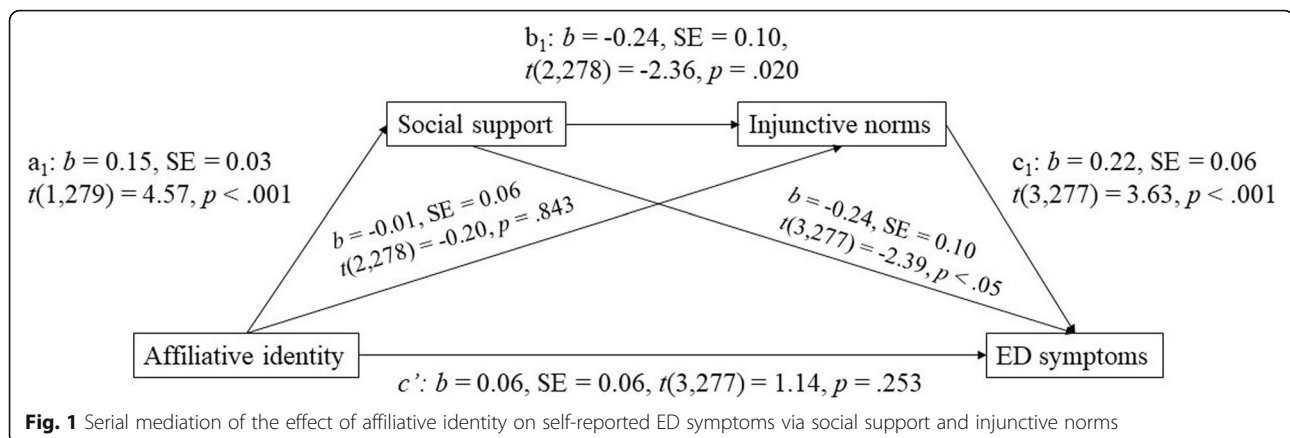 b₁: b = -0.24, SE = 0.10,
t(2,278) = -2.36, p = .020
Social support
Injunctive norms
a₁: b = 0.15, SE = 0.03
t(1,279) = 4.57, p < .001
c₁: b = 0.22, SE = 0.06
t(3,277) = 3.63, p < .001
b = -0.01, SE = 0.06
t(2,278) = -0.20, p = .843
b = -0.24, SE = 0.10
t(3,277) = -2.39, p < .05
Affiliative identity
ED symptoms
c’: b = 0.06, SE = 0.06, t(3,277) = 1.14, p = .253
Fig. 1 Serial mediation of the effect of affiliative identity on self-reported ED symptoms via social support and injunctive norms